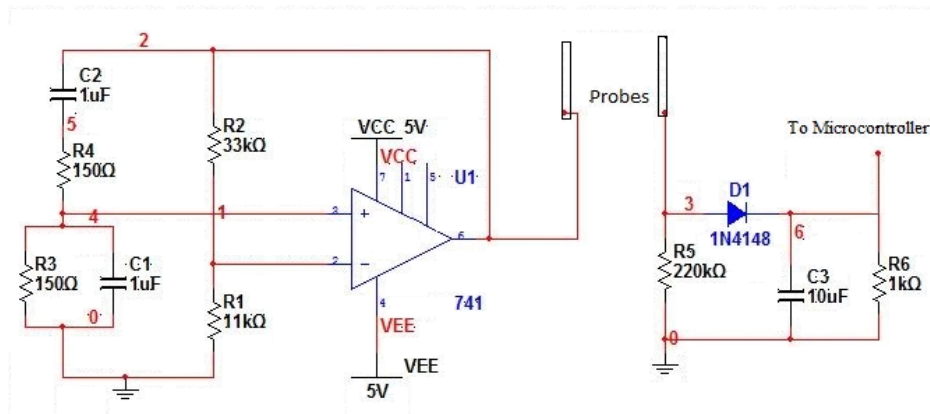 2
C2
1uF
5
R4
150Ω
R2
33kΩ
VCC 5V
VCC
7
1
5
U1
Probes
To Microcontroller
4
1
3
+
2
−
6
741
4
VEE
VEE
5V
R3
150Ω
C1
1uF
0
R1
11kΩ
3
D1
1N4148
6
R5
220kΩ
C3
10uF
R6
1kΩ
0